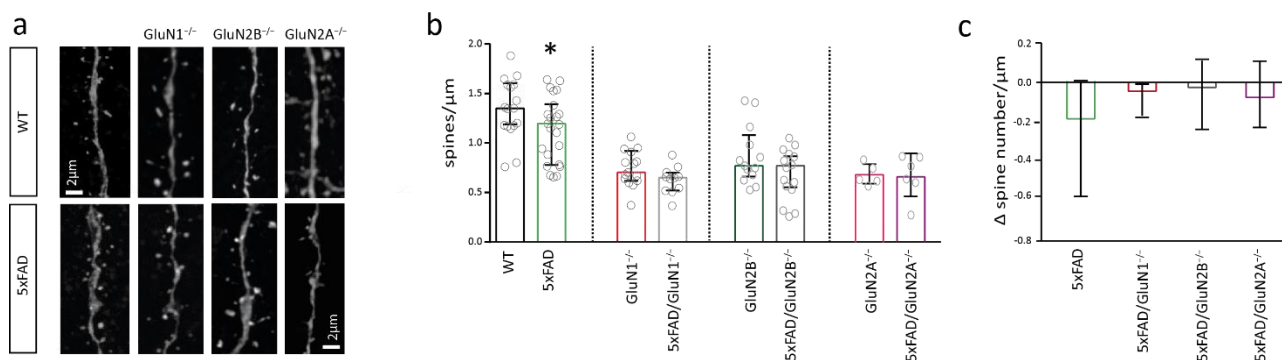 a
GluN1⁻/⁻ GluN2B⁻/⁻ GluN2A⁻/⁻
WT
2μm
5xFAD
2μm
b
*
spines/μm
2.0
1.5
1.0
0.5
0.0
WT
5xFAD
GluN1⁻/⁻
5xFAD/GluN1⁻/⁻
GluN2B⁻/⁻
5xFAD/GluN2B⁻/⁻
GluN2A⁻/⁻
5xFAD/GluN2A⁻/⁻
c
Δ spine number/μm
0.2
0.0
-0.2
-0.4
-0.6
-0.8
5xFAD
5xFAD/GluN1⁻/⁻
5xFAD/GluN2B⁻/⁻
5xFAD/GluN2A⁻/⁻